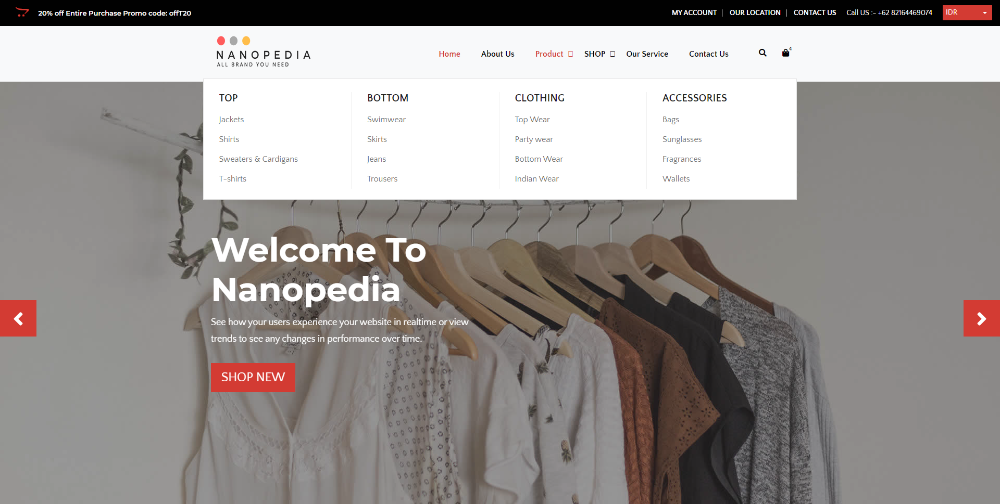 20% off Entire Purchase Promo code: offT20
MY ACCOUNT
OUR LOCATION
CONTACT US
Call US :- +62 82164469074
IDR
NANOPEDIA
ALL BRAND YOU NEED
Home
About Us
Product
SHOP
Our Service
Contact Us
4
TOP
Jackets
Shirts
Sweaters & Cardigans
T-shirts
BOTTOM
Swimwear
Skirts
Jeans
Trousers
CLOTHING
Top Wear
Party wear
Bottom Wear
Indian Wear
ACCESSORIES
Bags
Sunglasses
Fragrances
Wallets
Welcome To
Nanopedia
See how your users experience your website in realtime or view
trends to see any changes in performance over time.
SHOP NEW